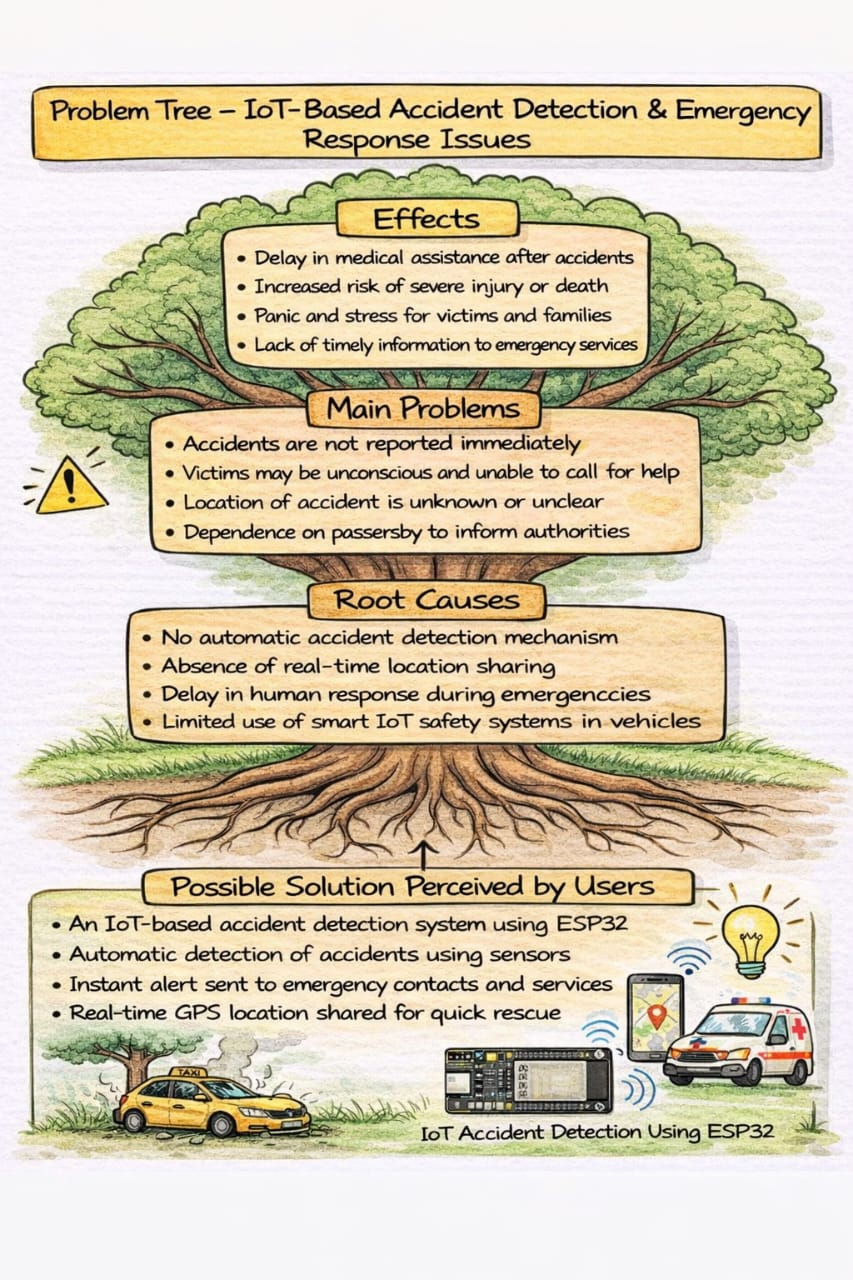 Problem Tree – IoT-Based Accident Detection & Emergency
Response Issues
Effects
• Delay in medical assistance after accidents
• Increased risk of severe injury or death
• Panic and stress for victims and families
• Lack of timely information to emergency services
Main Problems
• Accidents are not reported immediately
• Victims may be unconscious and unable to call for help
• Location of accident is unknown or unclear
• Dependence on passersby to inform authorities
Root Causes
• No automatic accident detection mechanism
• Absence of real-time location sharing
• Delay in human response during emergenccies
• Limited use of smart IoT safety systems in vehicles
Possible Solution Perceived by Users
• An IoT-based accident detection system using ESP32
• Automatic detection of accidents using sensors
• Instant alert sent to emergency contacts and services
• Real-time GPS location shared for quick rescue
TAXI
IoT Accident Detection Using ESP32